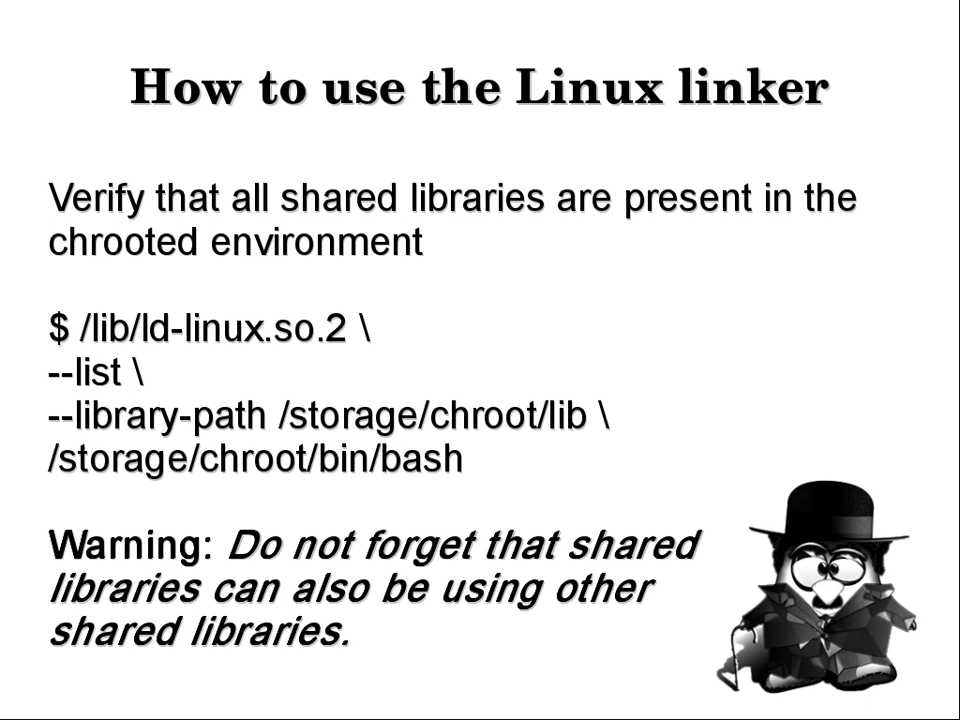 How to use the Linux linker
Verify that all shared libraries are present in the
chrooted environment
$ /lib/ld-linux.so.2 \
--list \
--library-path /storage/chroot/lib \
/storage/chroot/bin/bash
Warning: Do not forget that shared
libraries can also be using other
shared libraries.